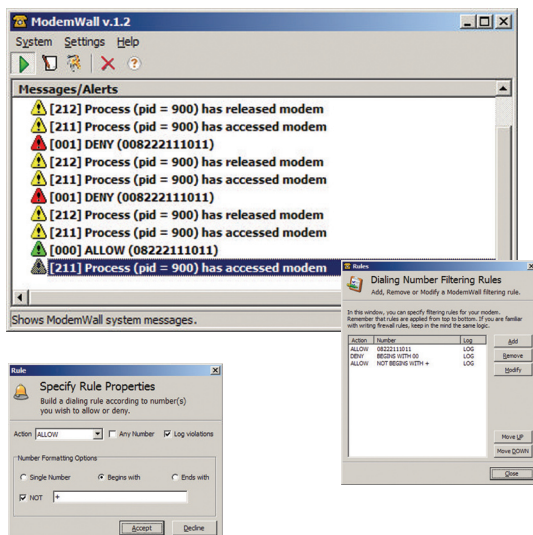 ModemWall v.1.2
System Settings Help
Messages/Alerts
[212] Process (pid = 900) has released modem
[211] Process (pid = 900) has accessed modem
[001] DENY (008222111011)
[212] Process (pid = 900) has released modem
[211] Process (pid = 900) has accessed modem
[001] DENY (008222111011)
[212] Process (pid = 900) has released modem
[211] Process (pid = 900) has accessed modem
[000] ALLOW (08222111011)
[211] Process (pid = 900) has accessed modem
Shows ModemWall system messages.
Rules
Dialing Number Filtering Rules
Add, Remove or Modify a ModemWall filtering rule.
In this window, you can specify filtering rules for your modem.
Remember that rules are applied from top to bottom. If you are familiar
with writing firewall rules, keep in the mind the same logic.
Action Number Log
ALLOW 08222111011 LOG
DENY BEGINS WITH 00 LOG
ALLOW NOT BEGINS WITH + LOG
Add
Remove
Modify
Move UP
Move DOWN
Close
Rule
Specify Rule Properties
Build a dialing rule according to number(s)
you wish to allow or deny.
Action ALLOW Any Number Log violations
Number Formatting Options
Single Number Begins with Ends with
NOT +
Accept Decline